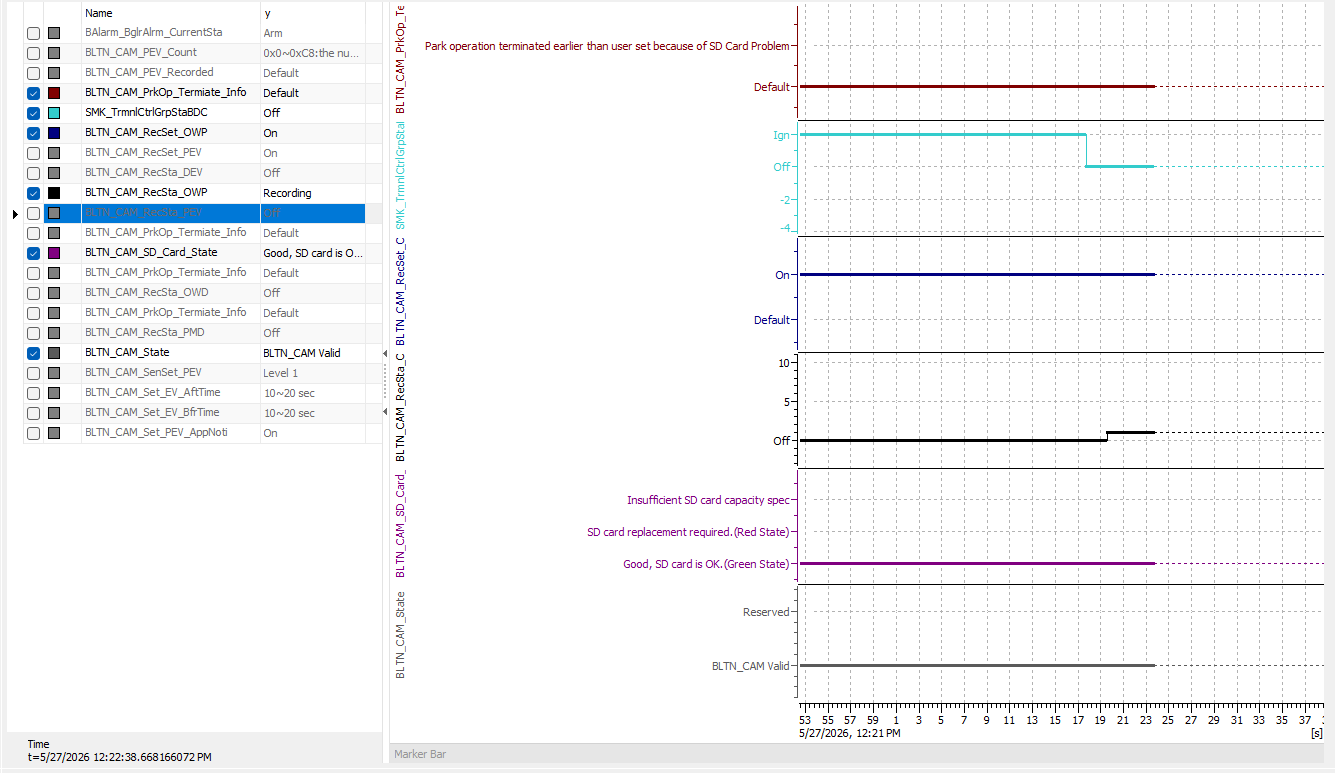 Name y
BAlarm_BglrAlrm_CurrentSta Arm
BLTN_CAM_PEV_Count 0x0~0xC8:the nu...
BLTN_CAM_PEV_Recorded Default
BLTN_CAM_PrkOp_Termiate_Info Default
SMK_TrmnlCtrlGrpStaBDC Off
BLTN_CAM_RecSet_OWP On
BLTN_CAM_RecSet_PEV On
BLTN_CAM_RecSta_DEV Off
BLTN_CAM_RecSta_OWP Recording
BLTN_CAM_RecSta_PEV Off
BLTN_CAM_PrkOp_Termiate_Info Default
BLTN_CAM_SD_Card_State Good, SD card is O...
BLTN_CAM_PrkOp_Termiate_Info Default
BLTN_CAM_RecSta_OWD Off
BLTN_CAM_PrkOp_Termiate_Info Default
BLTN_CAM_RecSta_PMD Off
BLTN_CAM_State BLTN_CAM Valid
BLTN_CAM_SenSet_PEV Level 1
BLTN_CAM_Set_EV_AftTime 10~20 sec
BLTN_CAM_Set_EV_BfrTime 10~20 sec
BLTN_CAM_Set_PEV_AppNoti On
Time
t=5/27/2026 12:22:38.668166072 PM
BLTN_CAM_PrkOp_Te
Park operation terminated earlier than user set because of SD Card Problem
Default
SMK_TrmnlCtrlGrpStaI
Ign
Off
-2
-4
BLTN_CAM_RecSet_C
On
Default
BLTN_CAM_RecSta_C
10
5
Off
BLTN_CAM_SD_Card_
Insufficient SD card capacity spec
SD card replacement required.(Red State)
Good, SD card is OK.(Green State)
BLTN_CAM_State
Reserved
BLTN_CAM Valid
53 55 57 59 1 3 5 7 9 11 13 15 17 19 21 23 25 27 29 31 33 35 37
5/27/2026, 12:21 PM [s]
Marker Bar